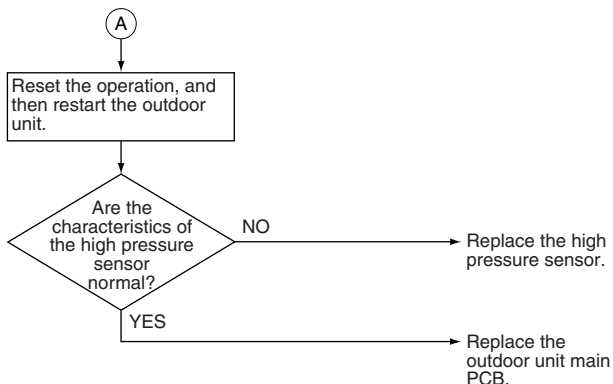 A
Reset the operation, and
then restart the outdoor
unit.
Are the
characteristics of
the high pressure
sensor
normal?
NO
Replace the high
pressure sensor.
YES
Replace the
outdoor unit main
PCB.